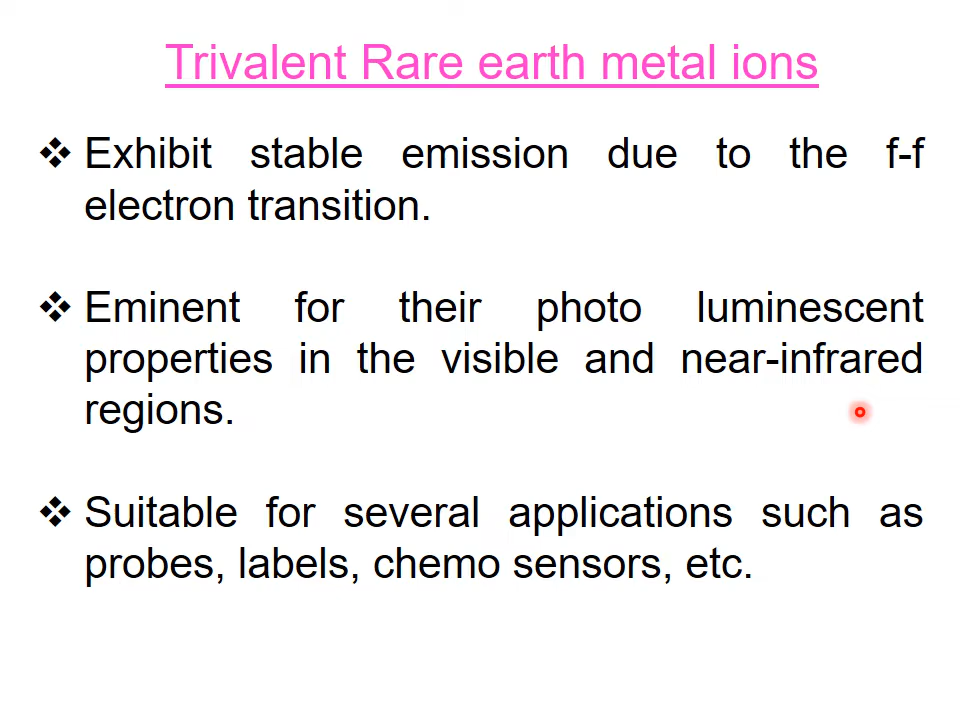 Trivalent Rare earth metal ions
❖ Exhibit stable emission due to the f-f
electron transition.
❖ Eminent for their photo luminescent
properties in the visible and near-infrared
regions.
❖ Suitable for several applications such as
probes, labels, chemo sensors, etc.